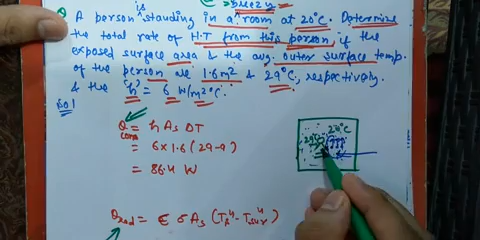 is breezy
Q A person standing in a room at 20°C. Determine
the total rate of H.T from this person, if the
exposed surface area & the avg. outer surface temp.
of the person are 1.6m² & 29°C, respectively
& the 'h' = 6 W/m²°C.
Sol
Q conv = h As ΔT
= 6×1.6(29-9)
= 86.4 W
20°C
29°C
Q rad = ε σ As (Ts⁴ - Tsur⁴)